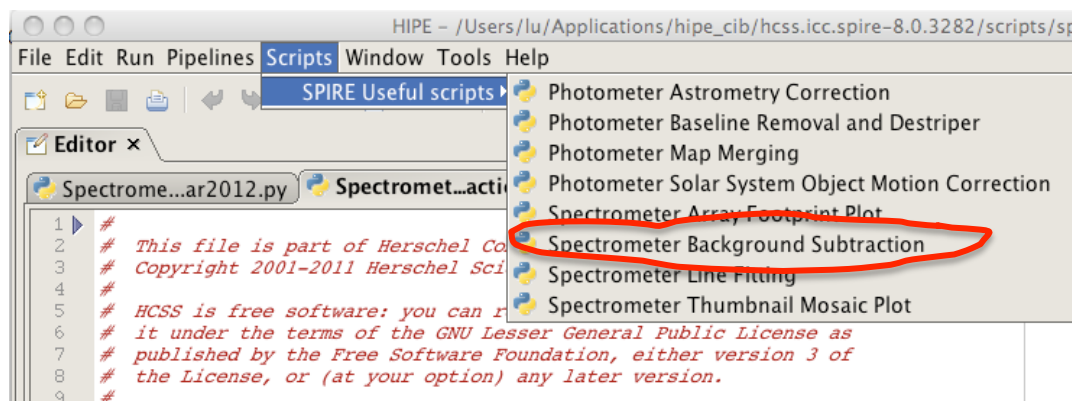 HIPE – /Users/lu/Applications/hipe_cib/hcss.icc.spire-8.0.3282/scripts/sp
File Edit Run Pipelines Scripts Window Tools Help
SPIRE Useful scripts
Photometer Astrometry Correction
Photometer Baseline Removal and Destriper
Photometer Map Merging
Photometer Solar System Object Motion Correction
Spectrometer Array Footprint Plot
Spectrometer Background Subtraction
Spectrometer Line Fitting
Spectrometer Thumbnail Mosaic Plot
Editor ×
Spectrome...ar2012.py Spectromet...acti
1 #
2 # This file is part of Herschel Co
3 # Copyright 2001-2011 Herschel Sci
4 #
5 # HCSS is free software: you can r
6 # it under the terms of the GNU Lesser General Public License as
7 # published by the Free Software Foundation, either version 3 of
8 # the License, or (at your option) any later version.
9 #